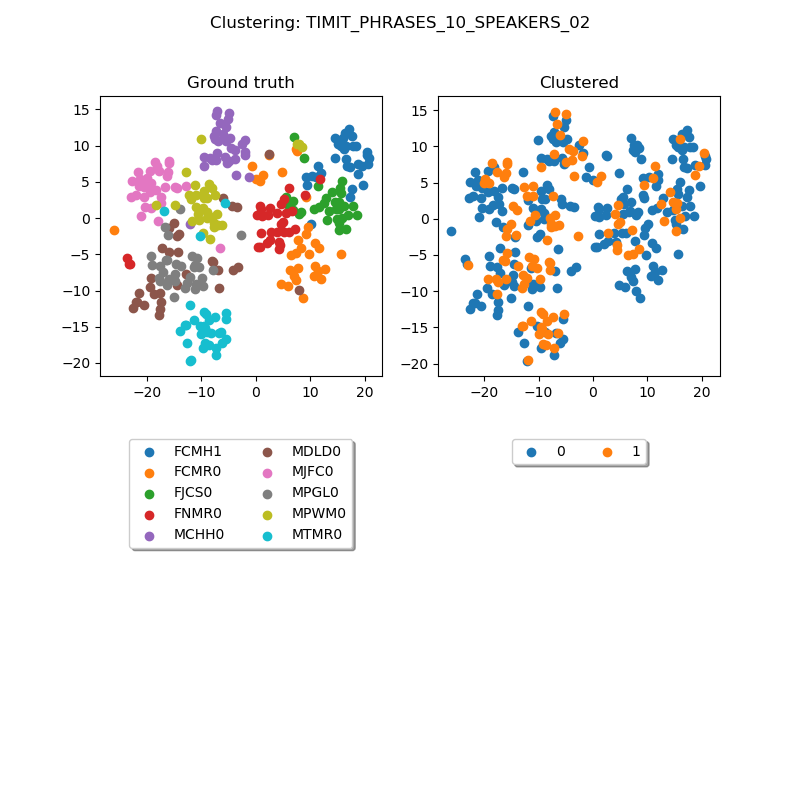 Clustering: TIMIT_PHRASES_10_SPEAKERS_02
Ground truth
15
10
5
0
−5
−10
−15
−20
−20 −10 0 10 20
Clustered
15
10
5
0
−5
−10
−15
−20
−20 −10 0 10 20
FCMH1 MDLD0
FCMR0 MJFC0
FJCS0 MPGL0
FNMR0 MPWM0
MCHH0 MTMR0
0 1